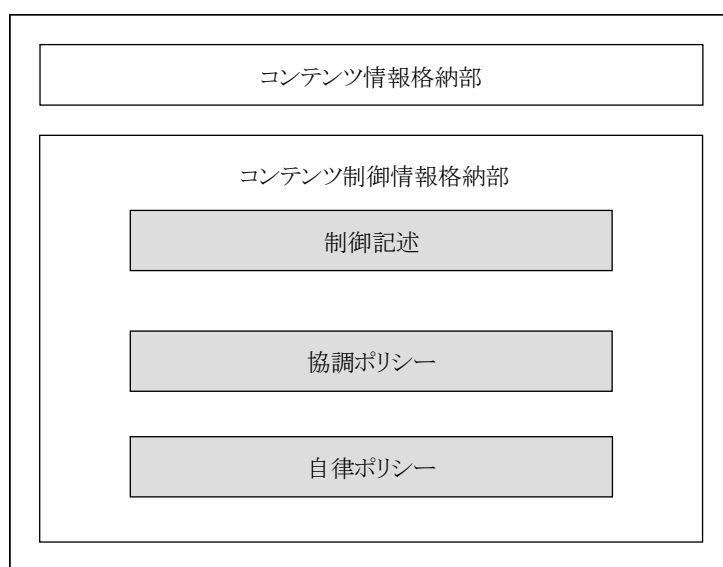 コンテンツ情報格納部
コンテンツ制御情報格納部
制御記述
協調ポリシー
自律ポリシー